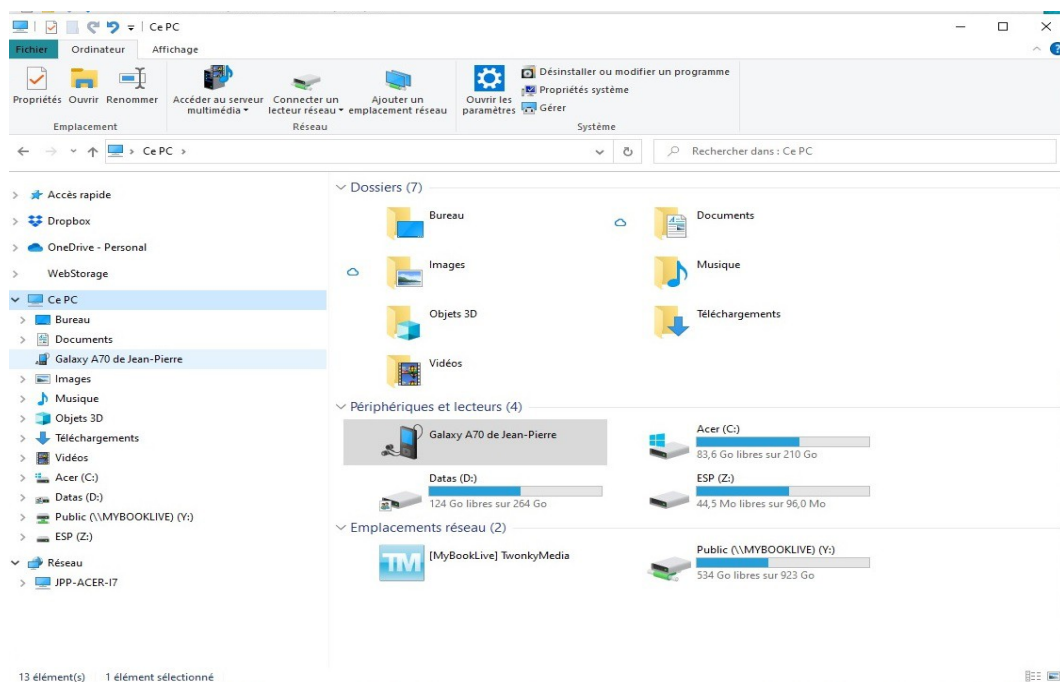 Ce PC
Fichier Ordinateur Affichage
Propriétés Ouvrir Renommer
Emplacement
Accéder au serveur multimédia
Connecter un lecteur réseau
Ajouter un emplacement réseau
Réseau
Ouvrir les paramètres
Désinstaller ou modifier un programme
Propriétés système
Gérer
Système
Ce PC
Rechercher dans : Ce PC
Accès rapide
Dropbox
OneDrive - Personal
WebStorage
Ce PC
Bureau
Documents
Galaxy A70 de Jean-Pierre
Images
Musique
Objets 3D
Téléchargements
Vidéos
Acer (C:)
Datas (D:)
Public (\\MYBOOKLIVE) (Y:)
ESP (Z:)
Réseau
JPP-ACER-I7
Dossiers (7)
Bureau
Documents
Images
Musique
Objets 3D
Téléchargements
Vidéos
Périphériques et lecteurs (4)
Galaxy A70 de Jean-Pierre
Acer (C:)
83,6 Go libres sur 210 Go
Datas (D:)
124 Go libres sur 264 Go
ESP (Z:)
44,5 Mo libres sur 96,0 Mo
Emplacements réseau (2)
TM
[MyBookLive] TwonkyMedia
Public (\\MYBOOKLIVE) (Y:)
534 Go libres sur 923 Go
13 élément(s) 1 élément sélectionné